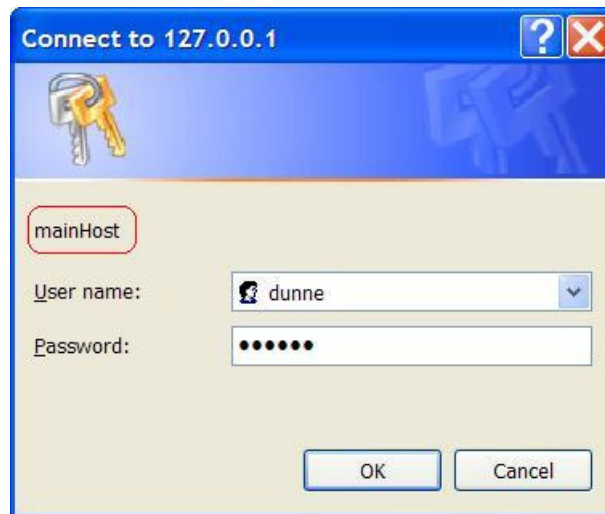 Connect to 127.0.0.1
mainHost
User name: dunne
Password: ••••••
OK Cancel